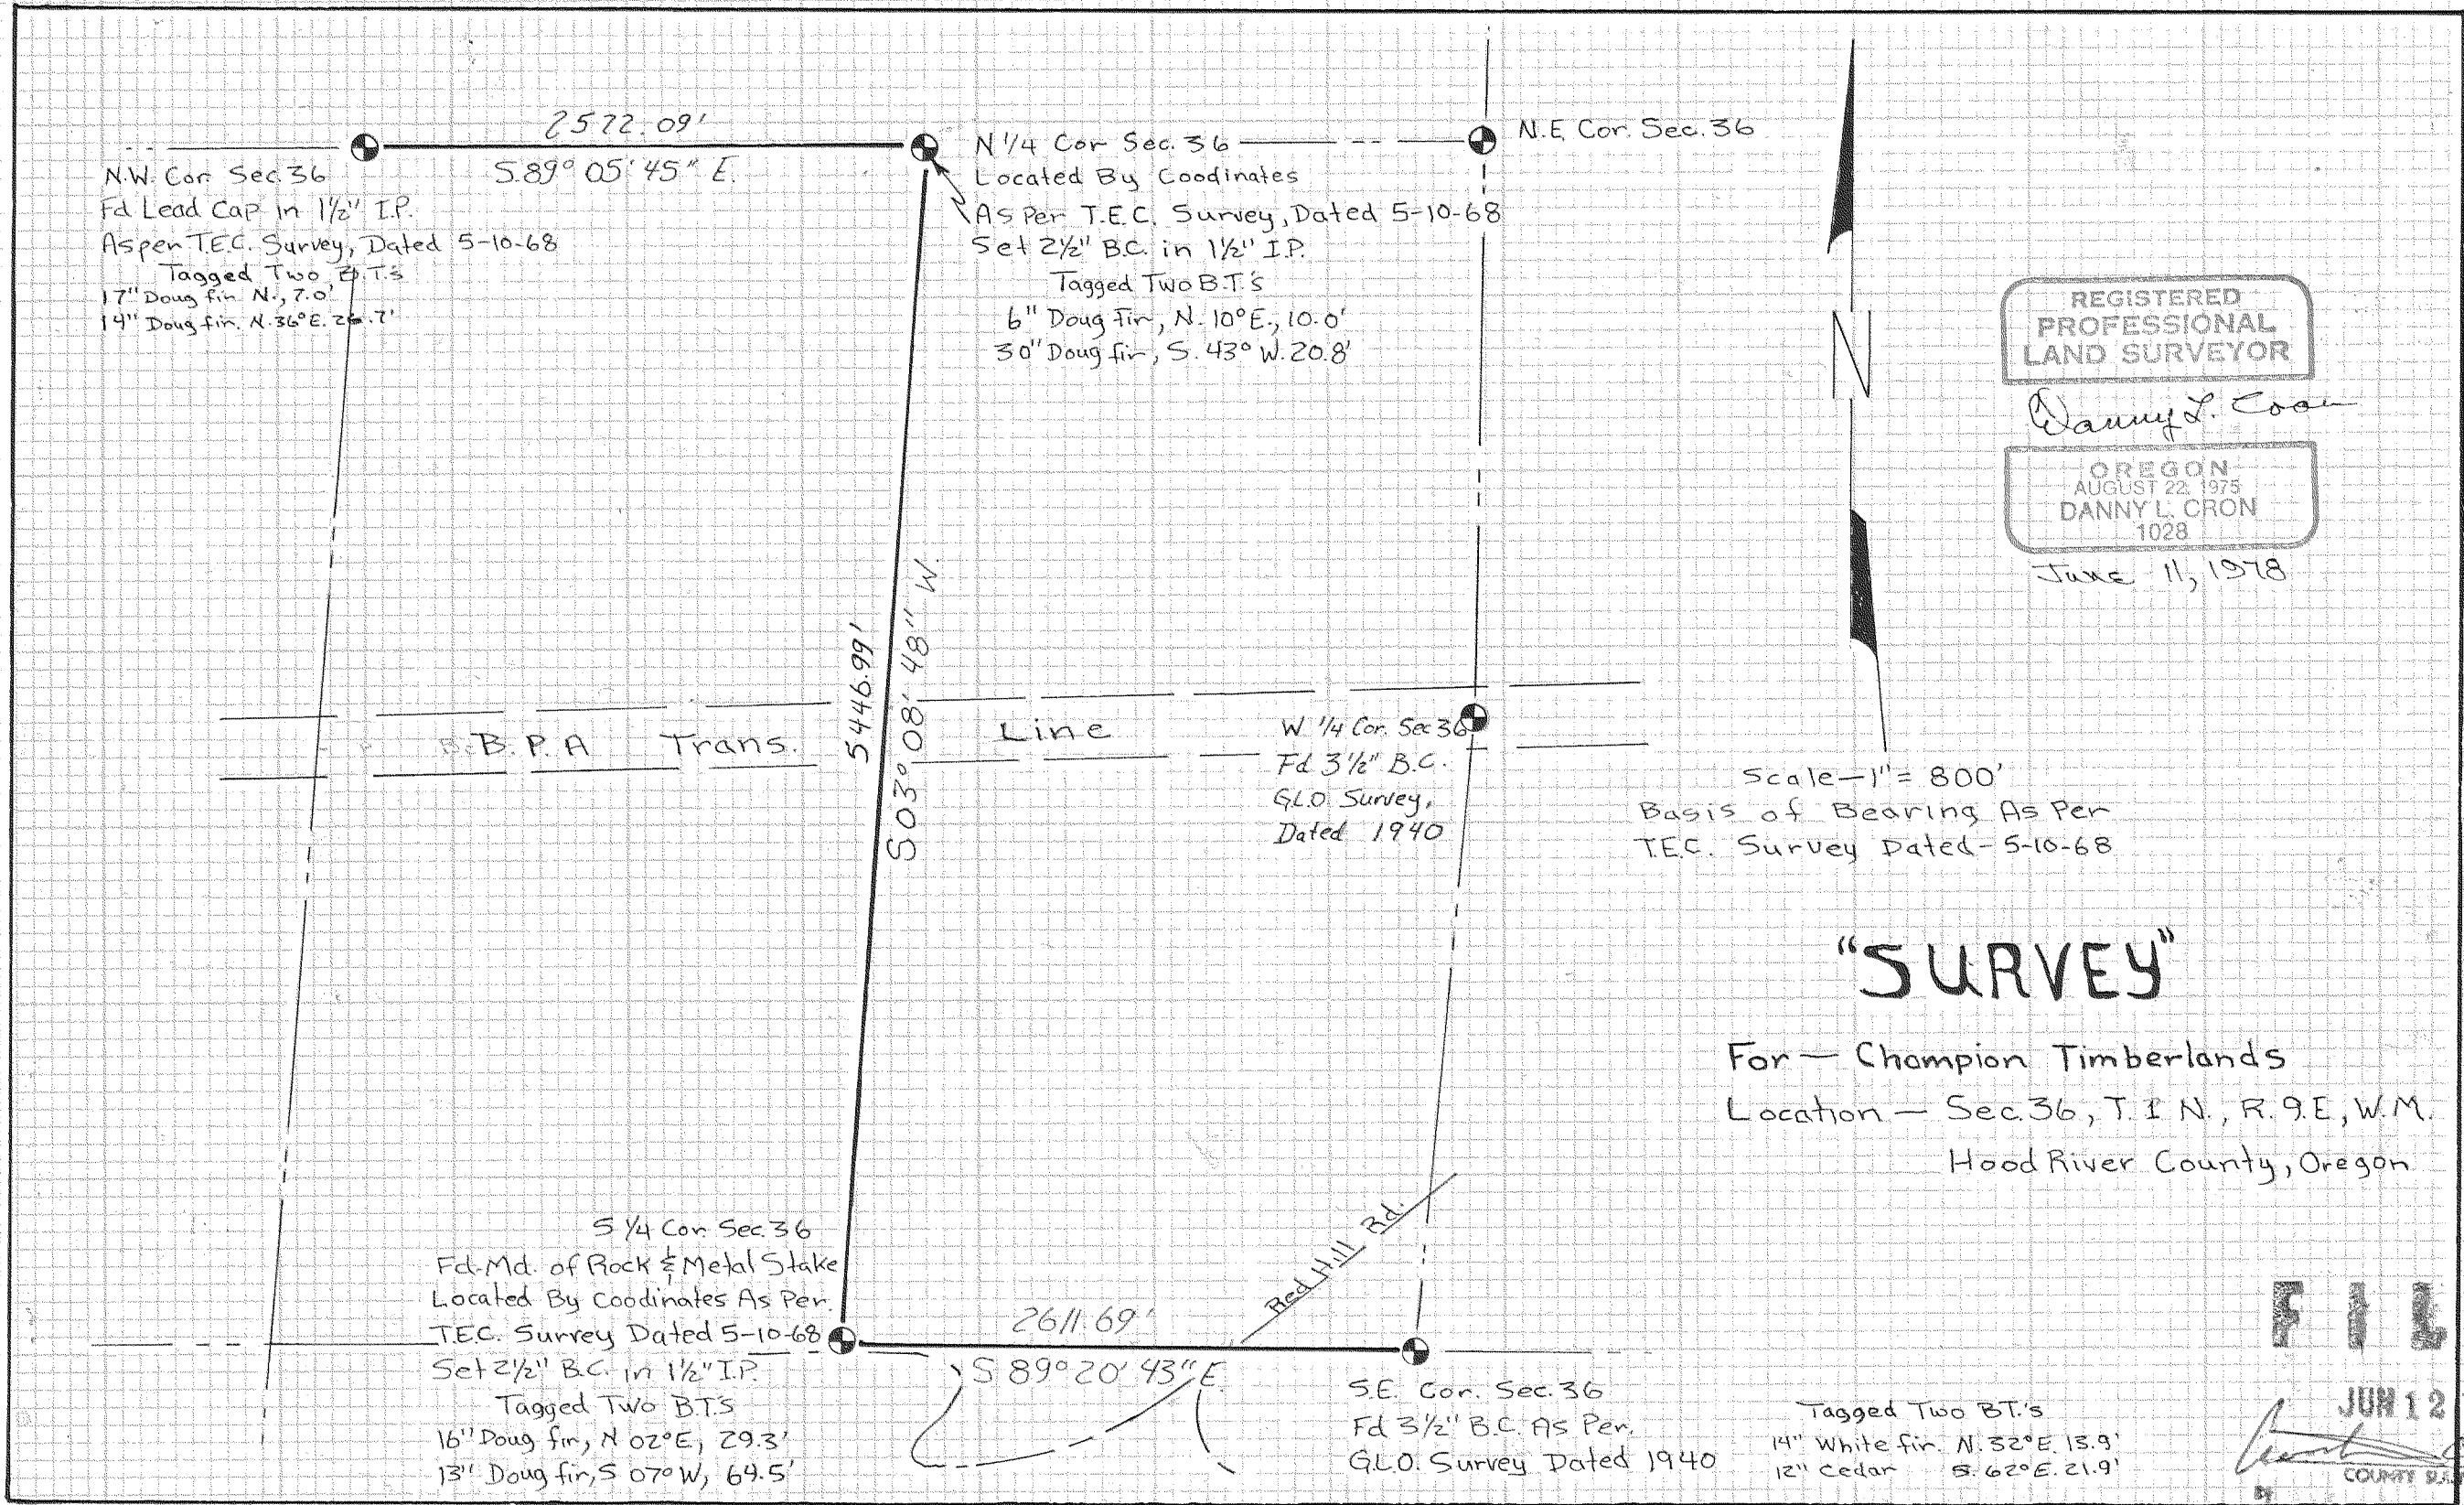 2522.09'
S.89° 05' 45" E.
N.W. Cor. Sec. 36
Fd Lead Cap in 1½" I.P.
As per T.E.C. Survey, Dated 5-10-68
Tagged Two B.T.'s
17" Doug fir N., 7.0'
14" Doug fir. N.36°E. 26.7'
N 1/4 Cor Sec. 36
Located By Coodinates
As Per T.E.C. Survey, Dated 5-10-68
Set 2½" B.C. in 1½" I.P.
Tagged Two B.T.'s
6" Doug Fir, N. 10°E., 10.0'
30" Doug fir, S. 43° W. 20.8'
N.E. Cor. Sec. 36
N
REGISTERED
PROFESSIONAL
LAND SURVEYOR
Danny L. Cron
OREGON
AUGUST 22, 1975
DANNY L. CRON
1028
June 11, 1978
5446.99'
S03° 08' 48" W.
B.P.A Trans. Line
W 1/4 Cor. Sec 36
Fd 3½" B.C.
G.L.O. Survey,
Dated 1940
Scale—1"= 800'
Basis of Bearing As Per
T.E.C. Survey Dated-5-10-68
"SURVEY"
For — Champion Timberlands
Location — Sec. 36, T. 1 N., R. 9.E, W.M.
Hood River County, Oregon
S 1/4 Cor. Sec. 36
Fd. Md. of Rock & Metal Stake
Located By Coodinates As Per.
T.E.C. Survey Dated 5-10-68
Set 2½" B.C. in 1½" I.P.
Tagged Two B.T.S
16" Doug fir, N 02°E, 29.3'
13" Doug fir, S 07° W, 64.5'
2611.69'
S 89° 20' 43" E.
Red Hill Rd.
S.E. Cor. Sec. 36
Fd 3½" B.C. As Per.
G.L.O. Survey Dated 1940
Tagged Two BT.'s
14" White fir. N. 32°E. 13.9'
12" Cedar S. 62°E. 21.9'
FIL
JUN 12
COUNTY